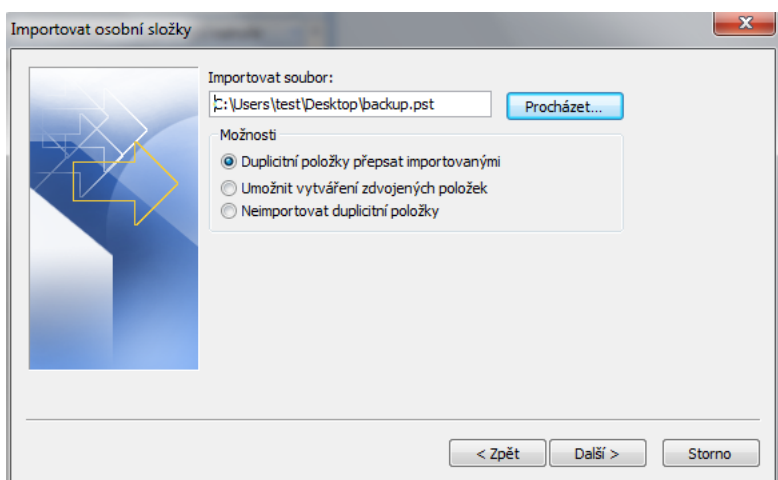 Importovat osobní složky
Importovat soubor:
C:\Users\test\Desktop\backup.pst
Procházet...
Možnosti
Duplicitní položky přepsat importovanými
Umožnit vytváření zdvojených položek
Neimportovat duplicitní položky
< Zpět
Další >
Storno